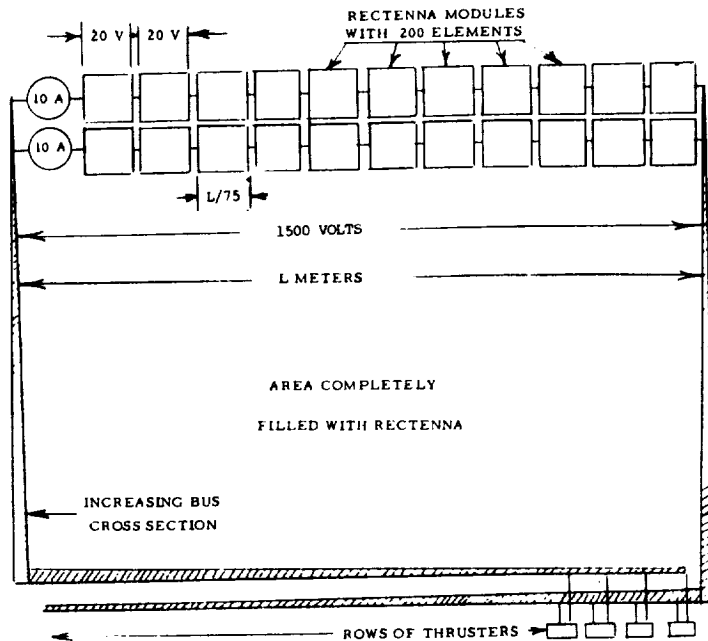 RECTENNA MODULES
WITH 200 ELEMENTS
20 V
20 V
10 A
10 A
L/75
1500 VOLTS
L METERS
AREA COMPLETELY
FILLED WITH RECTENNA
INCREASING BUS
CROSS SECTION
ROWS OF THRUSTERS